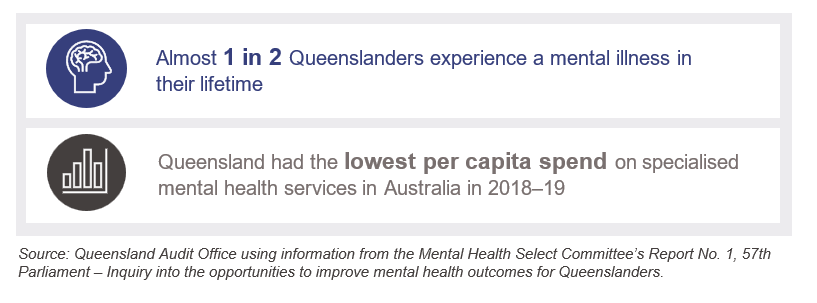 Almost 1 in 2 Queenslanders experience a mental illness in
their lifetime
Queensland had the lowest per capita spend on specialised
mental health services in Australia in 2018–19
Source: Queensland Audit Office using information from the Mental Health Select Committee’s Report No. 1, 57th
Parliament – Inquiry into the opportunities to improve mental health outcomes for Queenslanders.